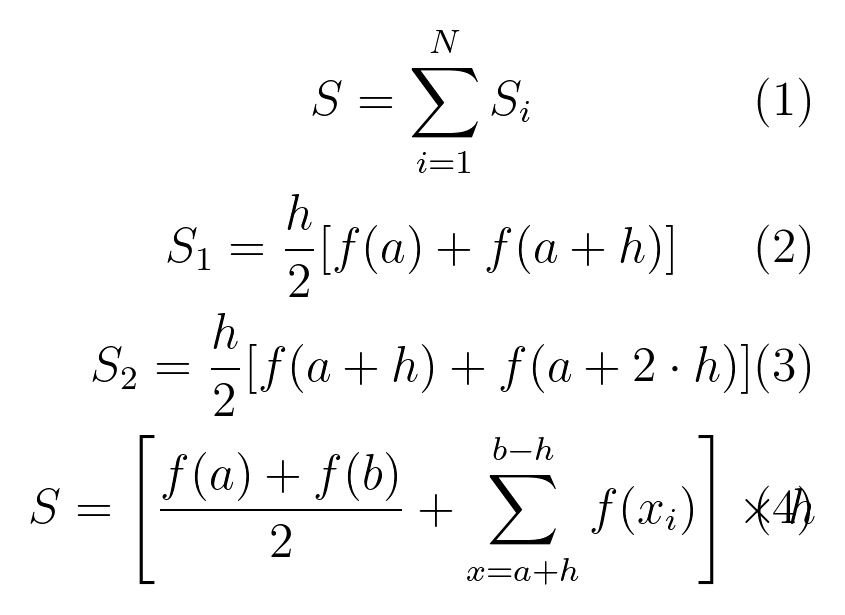 S = \sum_{i=1}^{N} S_i (1)
S_1 = \frac{h}{2}[f(a) + f(a + h)] (2)
S_2 = \frac{h}{2}[f(a + h) + f(a + 2 \cdot h)] (3)
S = \left[ \frac{f(a) + f(b)}{2} + \sum_{x=a+h}^{b-h} f(x_i) \right] \times h (4)